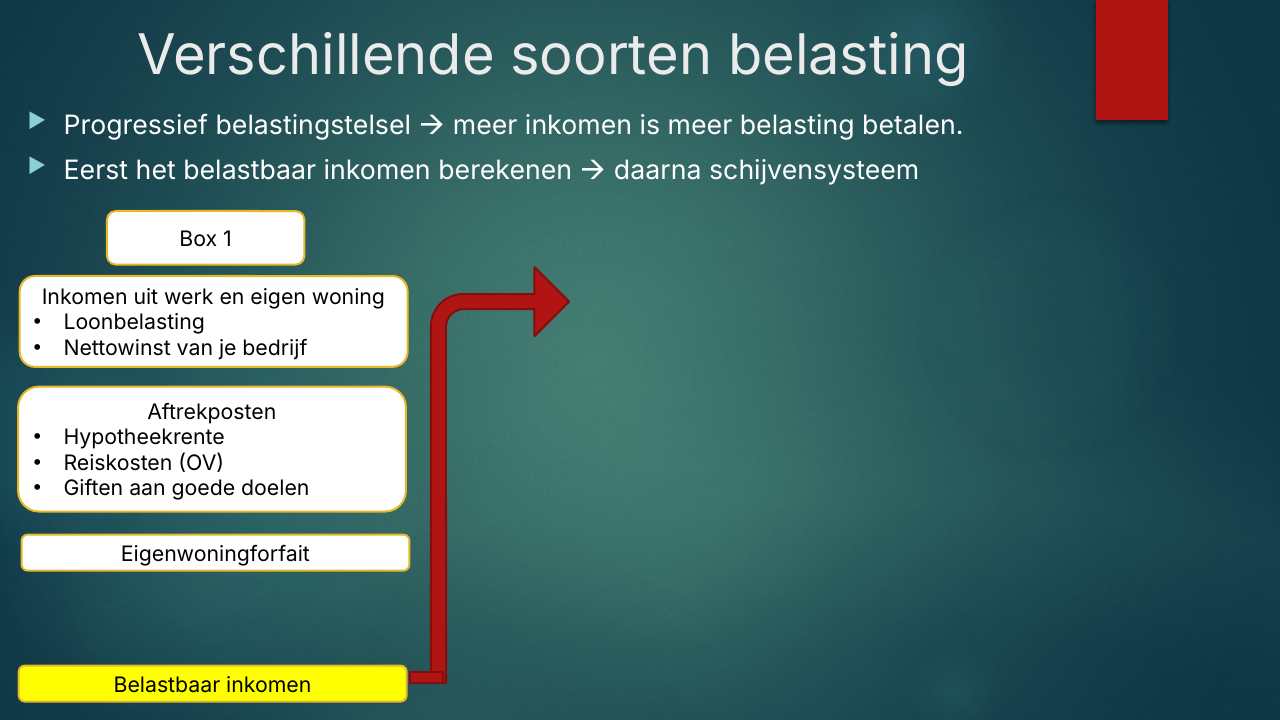 Verschillende soorten belasting
Progressief belastingstelsel → meer inkomen is meer belasting betalen.
Eerst het belastbaar inkomen berekenen → daarna schijvensysteem
Box 1
Inkomen uit werk en eigen woning
• Loonbelasting
• Nettowinst van je bedrijf
Aftrekposten
• Hypotheekrente
• Reiskosten (OV)
• Giften aan goede doelen
Eigenwoningforfait
Belastbaar inkomen